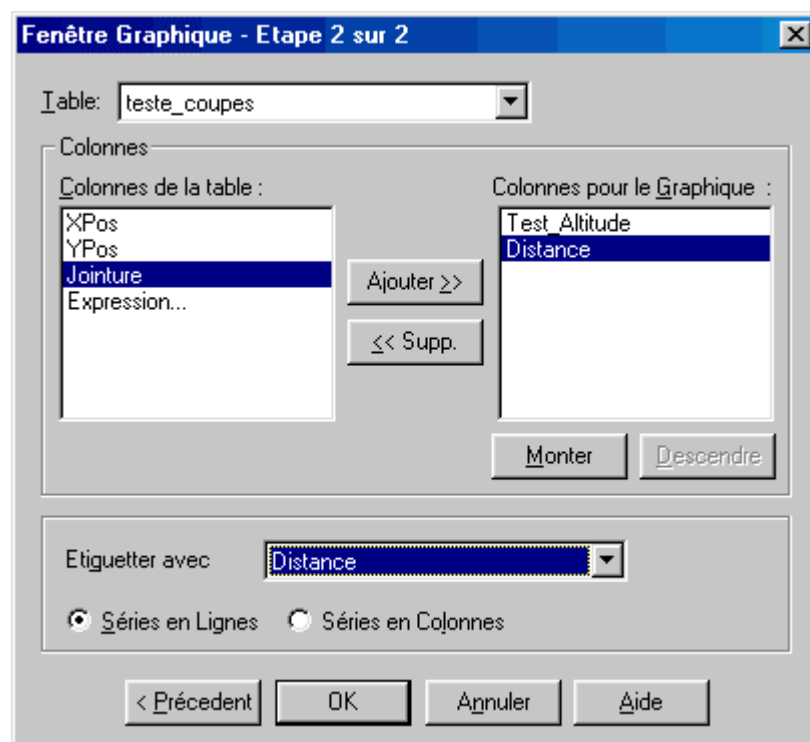 Fenêtre Graphique - Etape 2 sur 2
Table: teste_coupes
Colonnes
Colonnes de la table :
XPos
YPos
Jointure
Expression...
Ajouter >>
<< Supp.
Colonnes pour le Graphique :
Test_Altitude
Distance
Monter
Descendre
Etiguetter avec Distance
Séries en Lignes
Séries en Colonnes
< Précedent
OK
Annuler
Aide